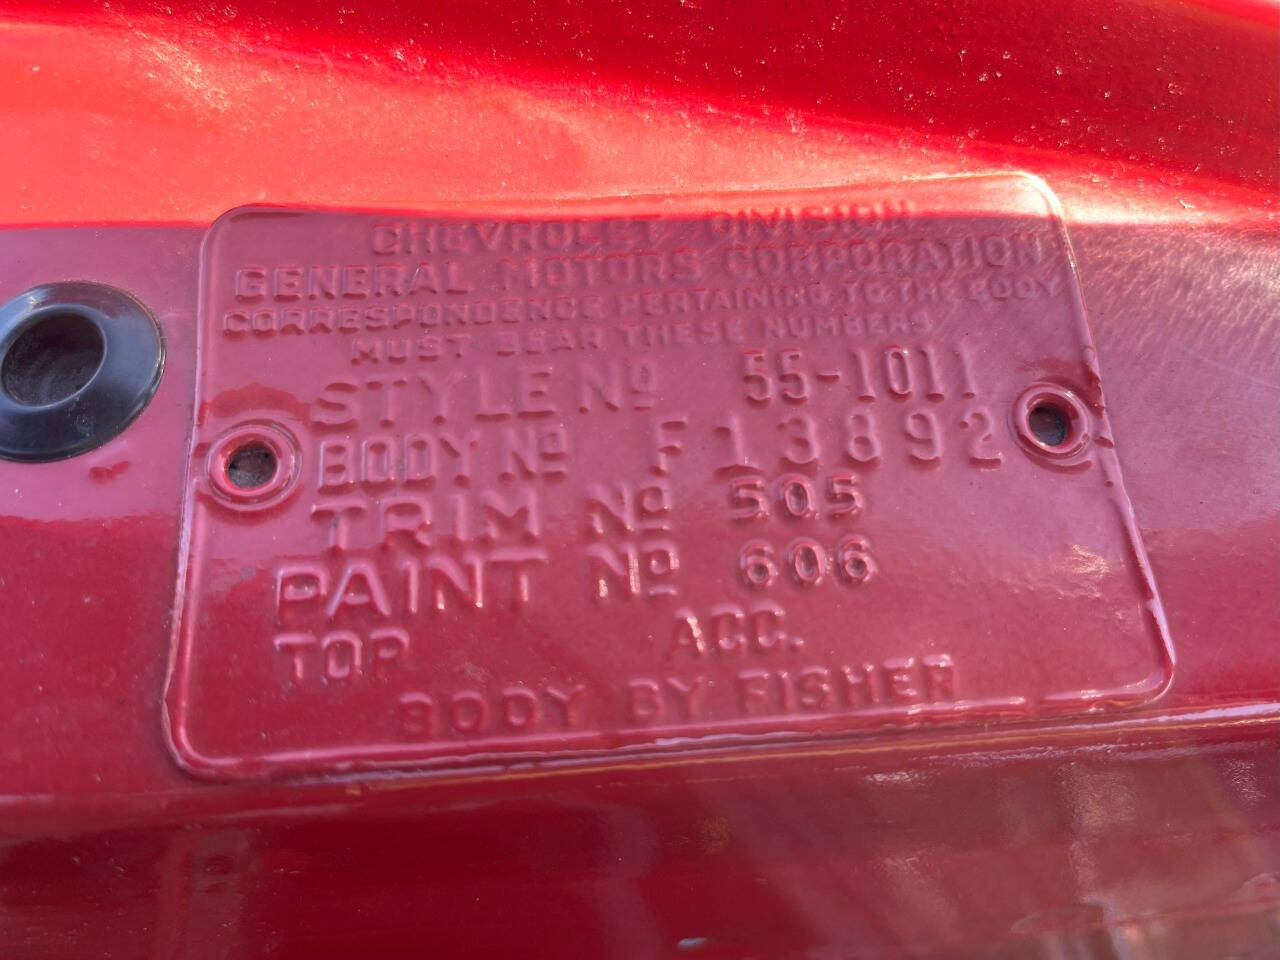 CHEVROLET DIVISION
GENERAL MOTORS CORPORATION
CORRESPONDENCE PERTAINING TO THE BODY
MUST BEAR THESE NUMBERS
STYLE Nº 55-1011
BODY Nº F13892
TRIM Nº 505
PAINT Nº 606
TOP ACC.
BODY BY FISHER